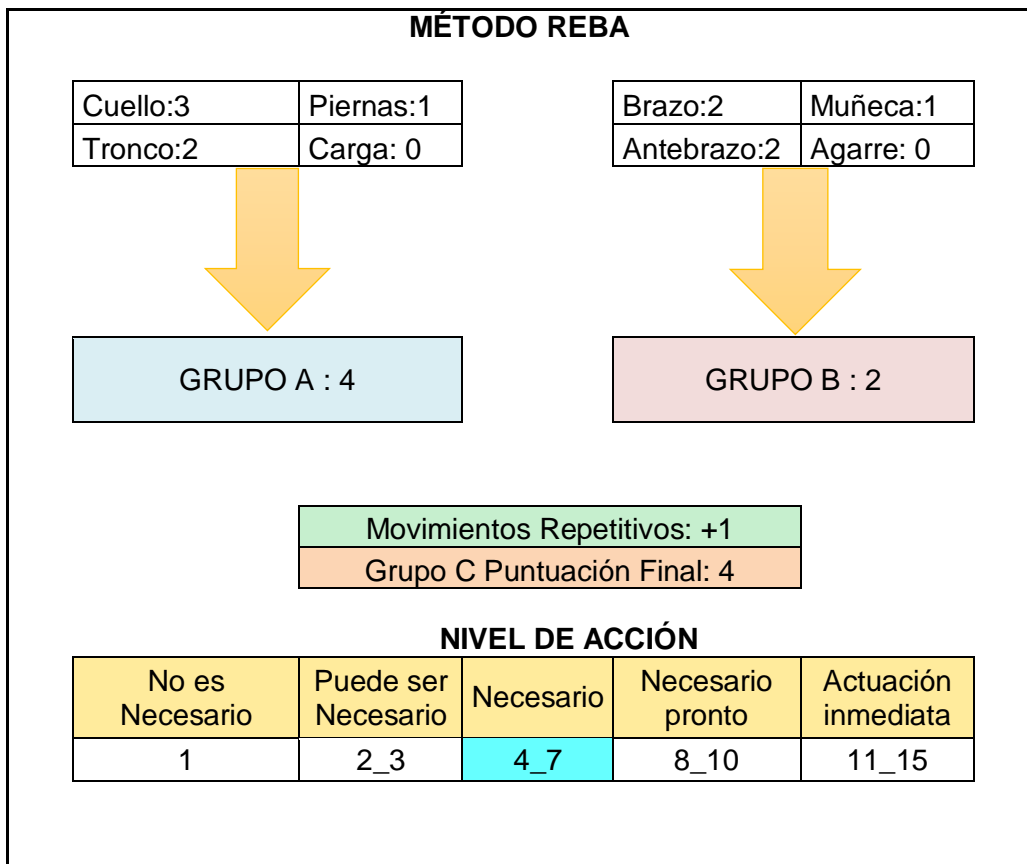 MÉTODO REBA
Cuello:3 Piernas:1
Tronco:2 Carga: 0
Brazo:2 Muñeca:1
Antebrazo:2 Agarre: 0
GRUPO A : 4
GRUPO B : 2
Movimientos Repetitivos: +1
Grupo C Puntuación Final: 4
NIVEL DE ACCIÓN
No es
Necesario
Puede ser
Necesario
Necesario
Necesario
pronto
Actuación
inmediata
1 2_3 4_7 8_10 11_15